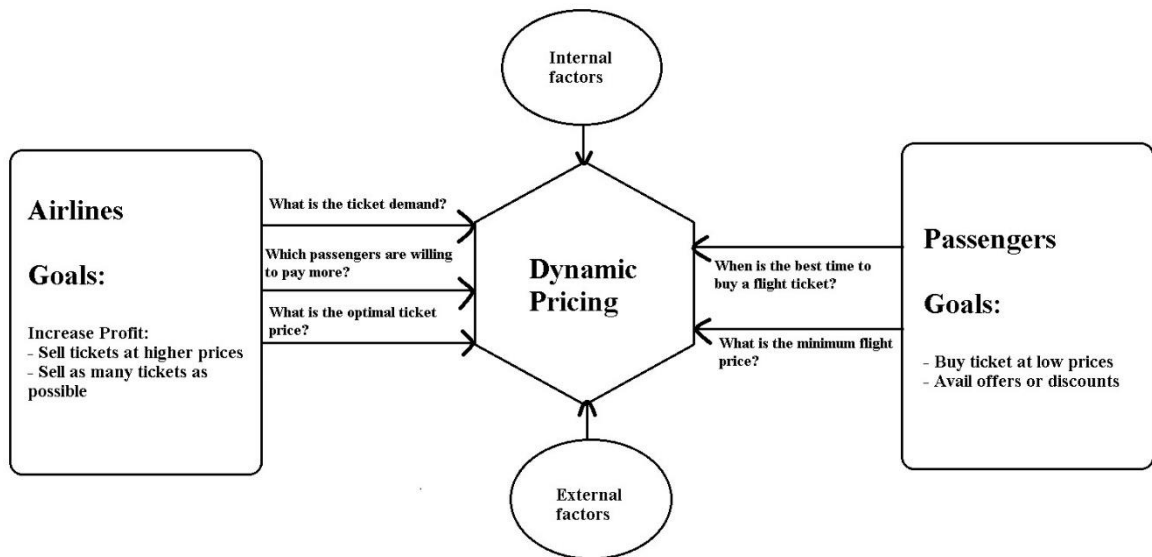 Internal
factors
Airlines
Goals:
Increase Profit:
- Sell tickets at higher prices
- Sell as many tickets as
possible
What is the ticket demand?
Which passengers are willing
to pay more?
What is the optimal ticket
price?
Dynamic
Pricing
When is the best time to
buy a flight ticket?
What is the minimum flight
price?
Passengers
Goals:
- Buy ticket at low prices
- Avail offers or discounts
External
factors